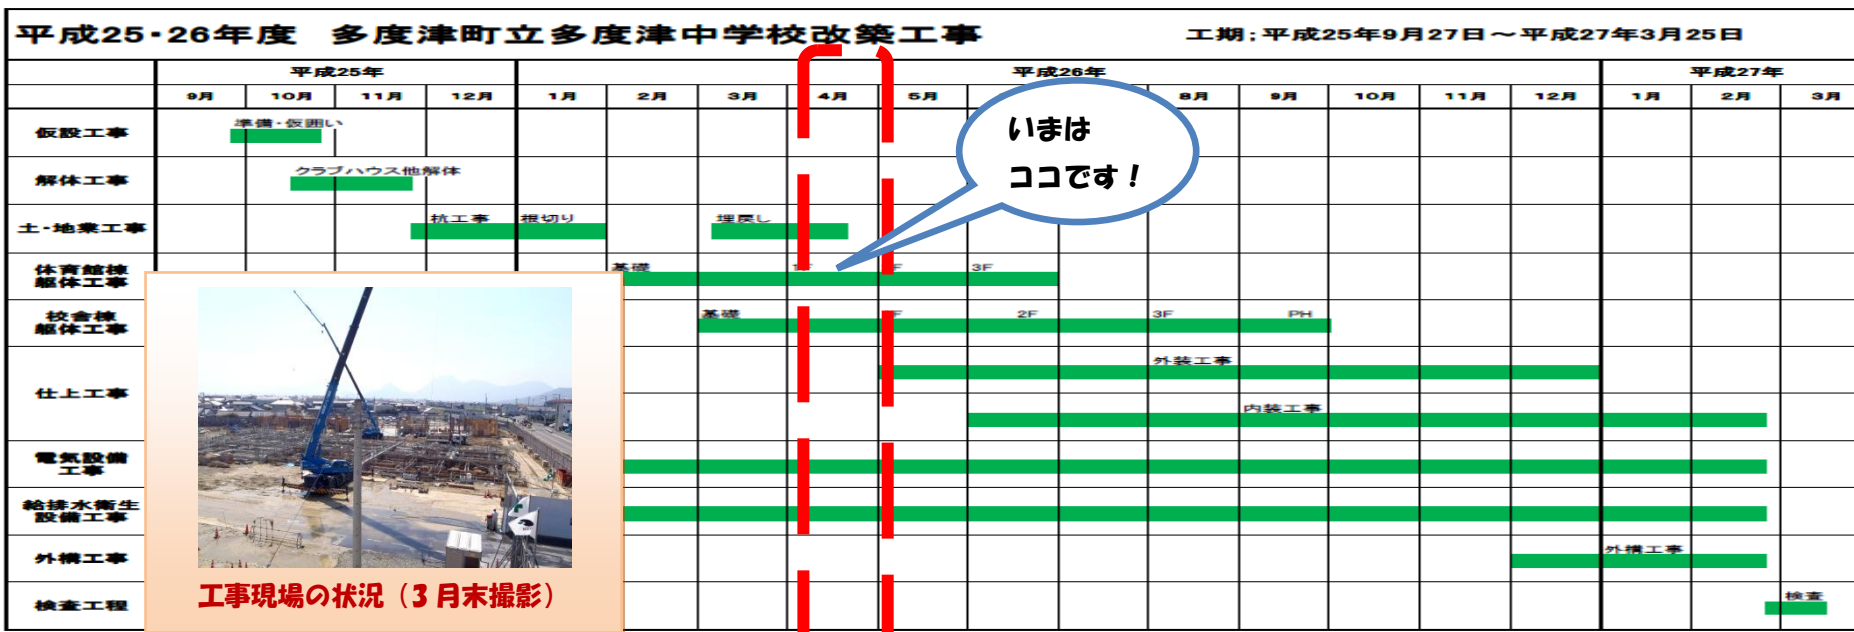 平成25・26年度　多度津町立多度津中学校改築工事　工期；平成25年9月27日～平成27年3月25日
平成25年　平成26年　平成27年
9月　10月　11月　12月　1月　2月　3月　4月　5月　8月　9月　10月　11月　12月　1月　2月　3月
いまは
ココです！
仮設工事　準備・仮囲い
解体工事　クラブハウス他解体
土・地業工事　杭工事　根切り　埋戻し
体育館棟
躯体工事　基礎　3F
校舎棟
躯体工事　基礎　2F　3F　PH
仕上工事　外装工事
内装工事
電気設備
工事
給排水衛生
設備工事
外構工事　外構工事
検査工程　検査
工事現場の状況（3月末撮影）